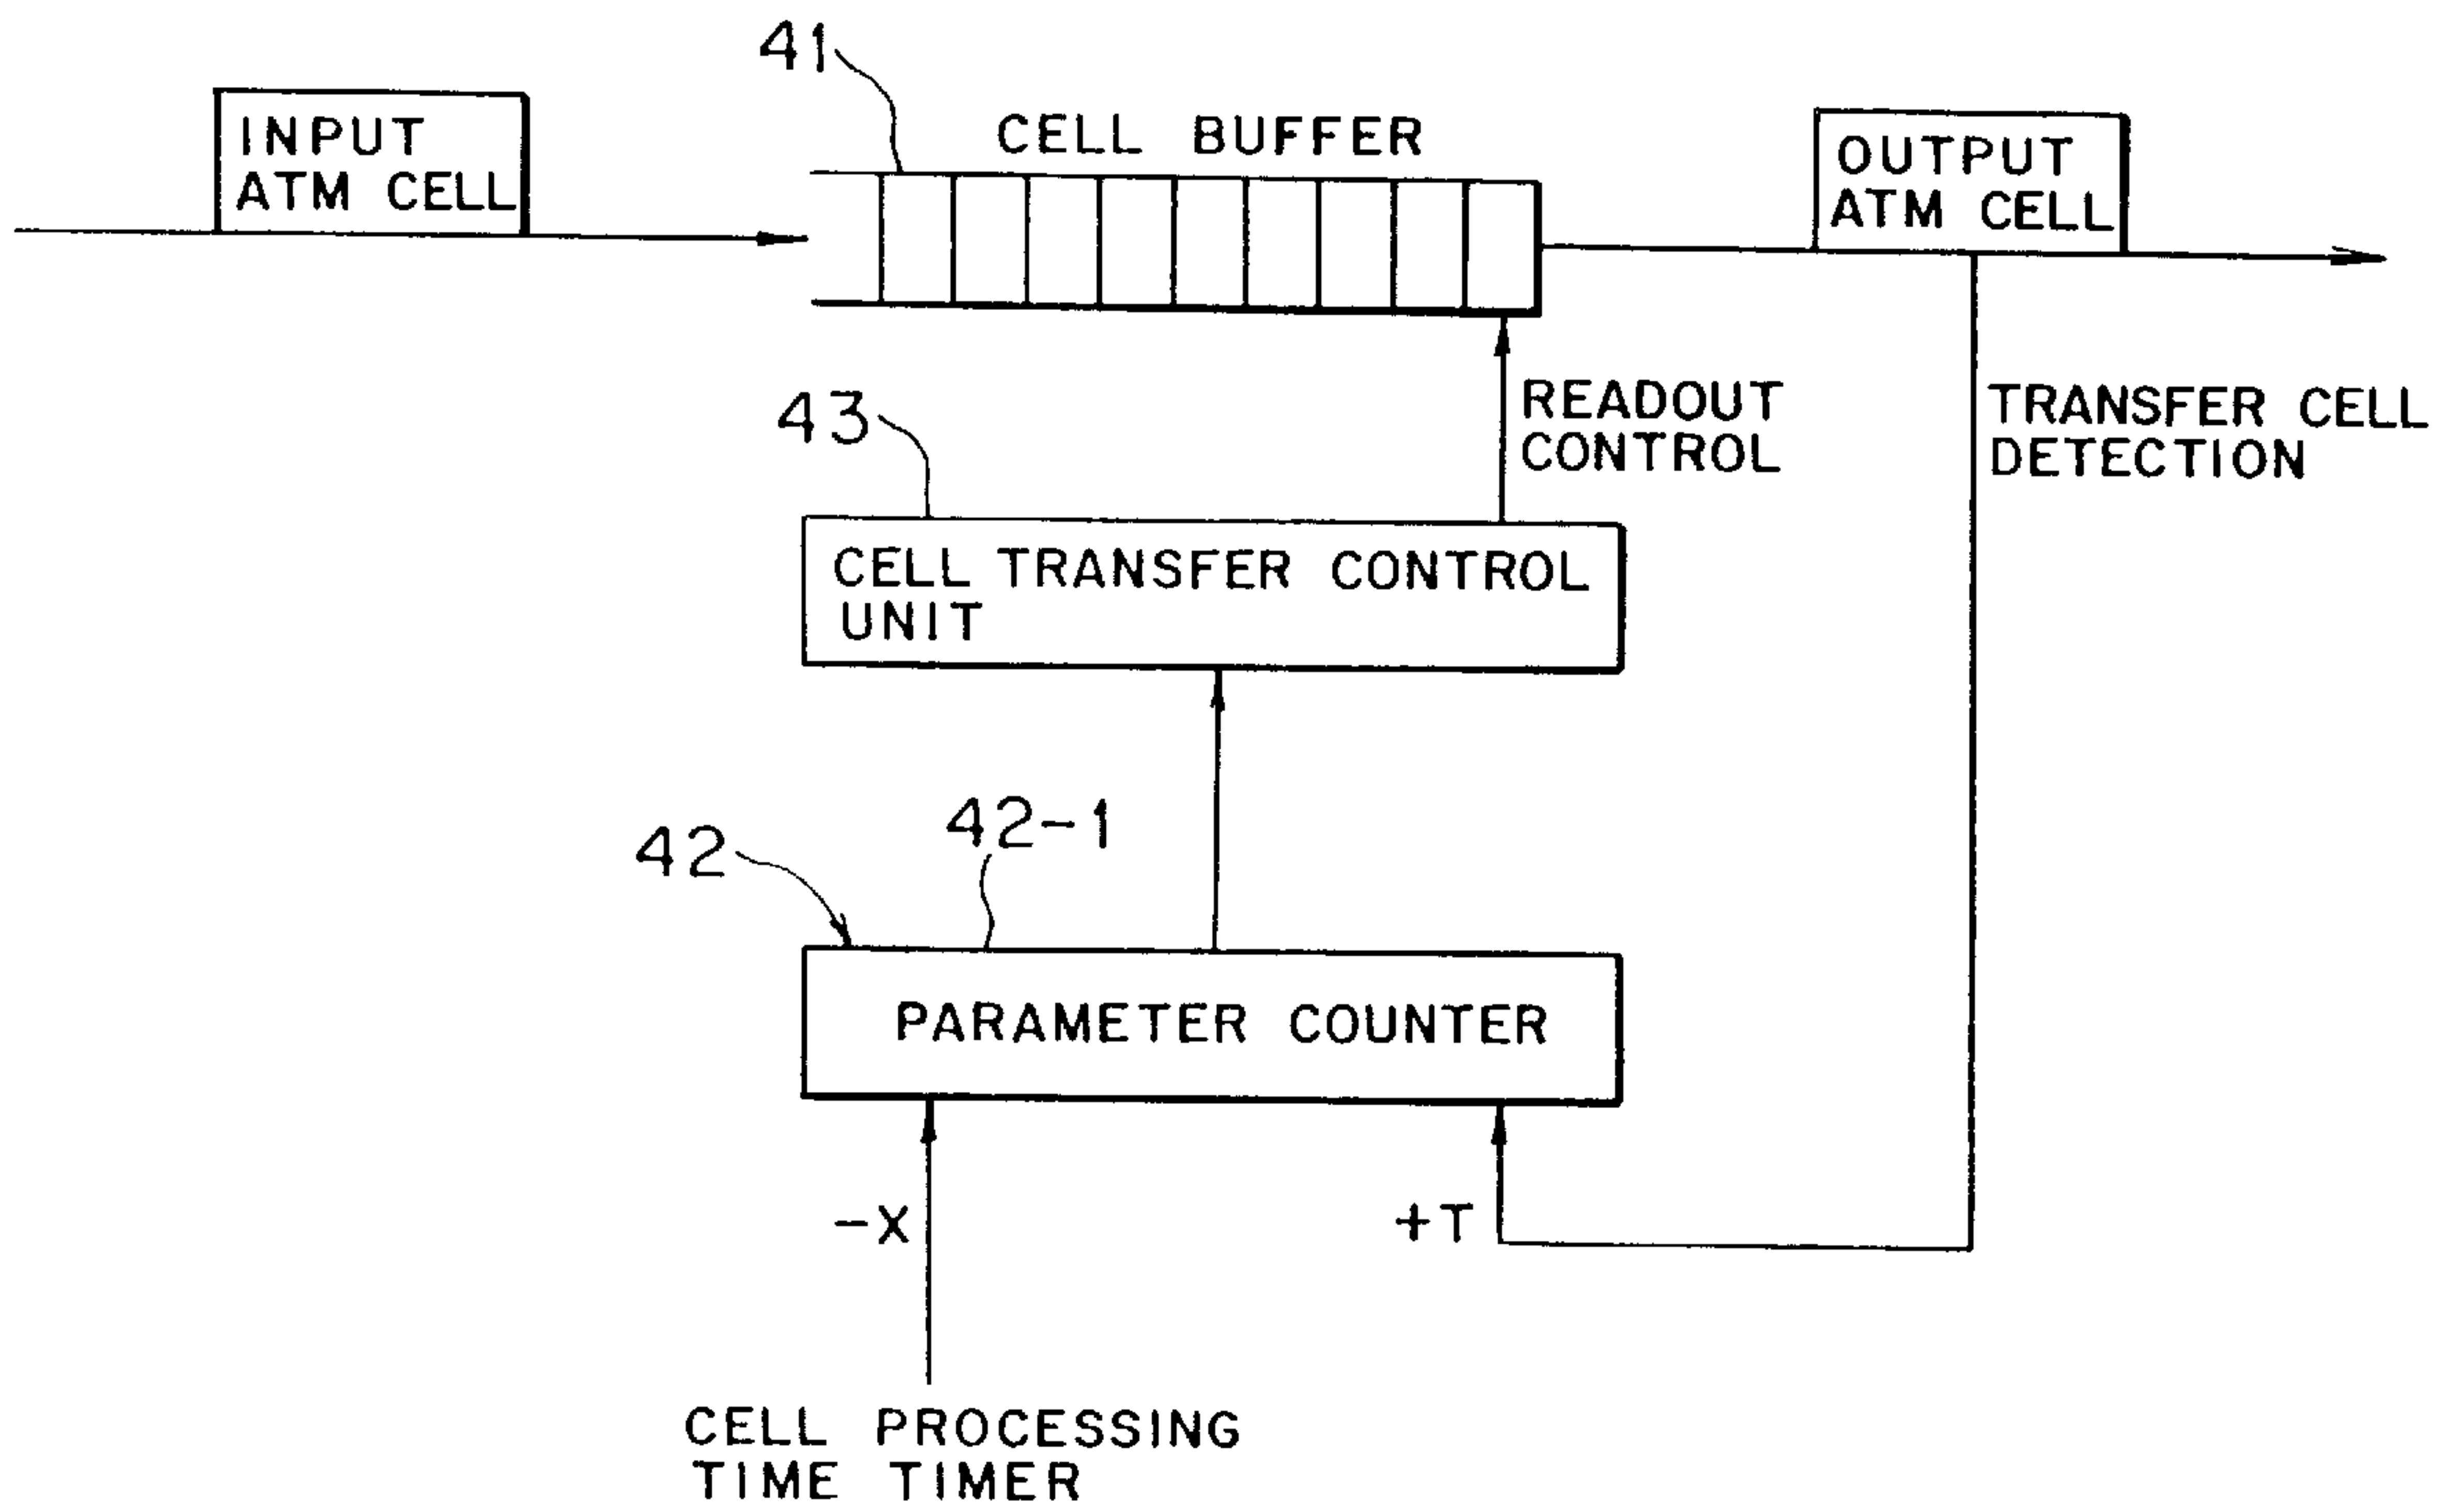 41
INPUT
ATM CELL
CELL BUFFER
OUTPUT
ATM CELL
READOUT
CONTROL
TRANSFER CELL
DETECTION
43
CELL TRANSFER CONTROL
UNIT
42
42-1
PARAMETER COUNTER
-X
+T
CELL PROCESSING
TIME TIMER